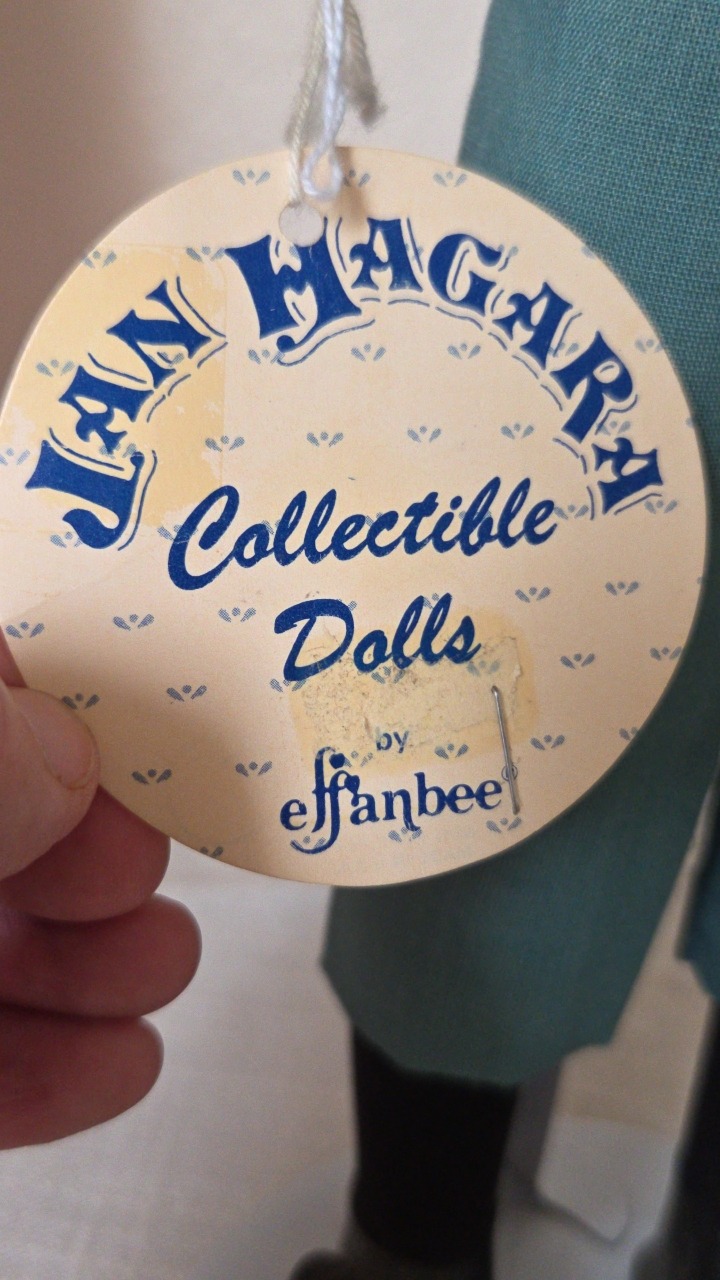 JAN HAGARA
Collectible
Dolls
by
effanbee